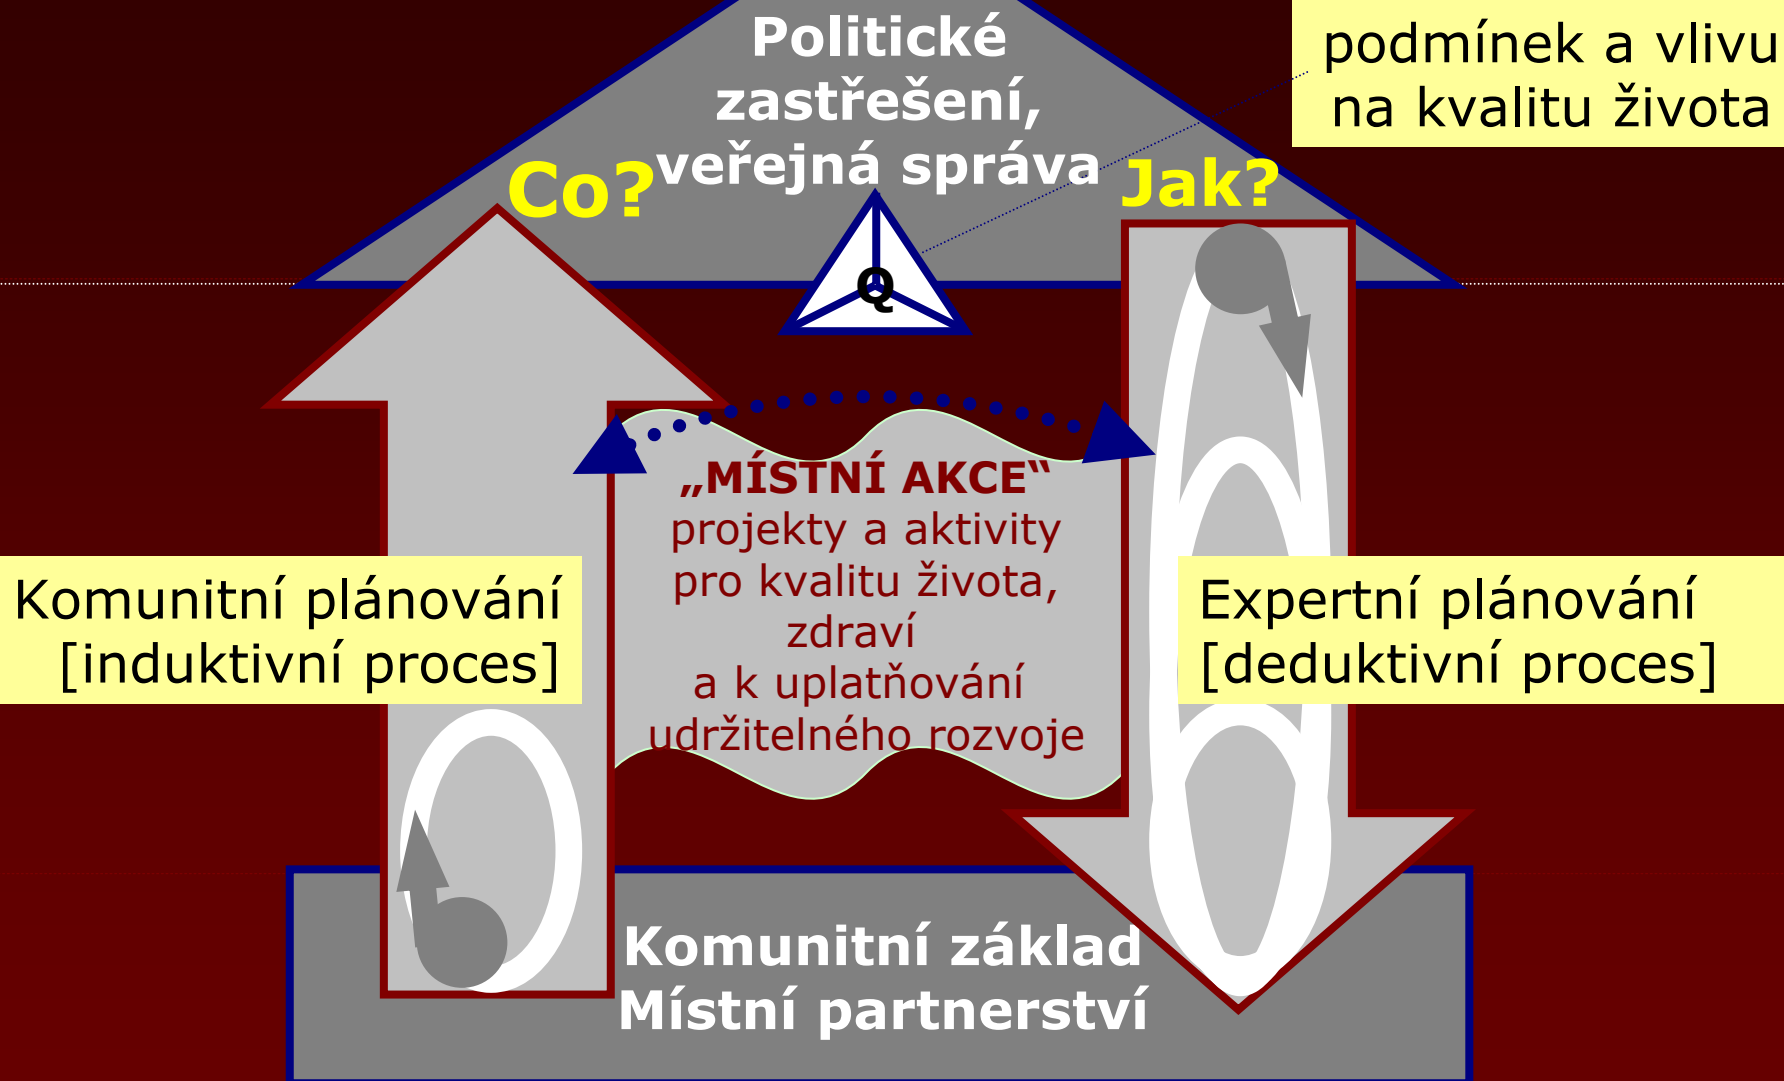 Politické
zastřešení,
veřejná správa
podmínek a vlivu
na kvalitu života
Co?
Jak?
Q
„MÍSTNÍ AKCE“
projekty a aktivity
pro kvalitu života,
zdraví
a k uplatňování
udržitelného rozvoje
Komunitní plánování
[induktivní proces]
Expertní plánování
[deduktivní proces]
Komunitní základ
Místní partnerství